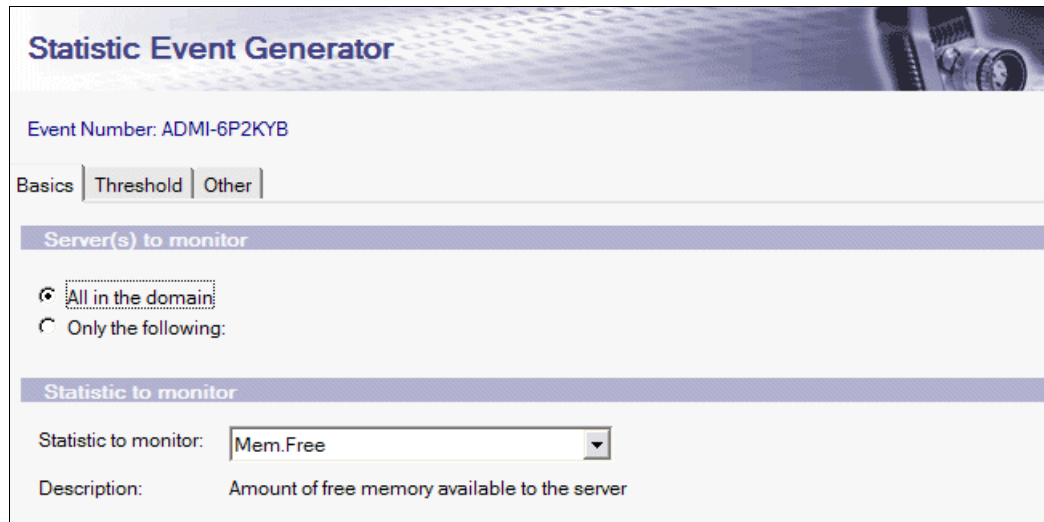 Statistic Event Generator
Event Number: ADMI-6P2KYB
Basics Threshold Other
Server(s) to monitor
All in the domain
Only the following:
Statistic to monitor
Statistic to monitor: Mem.Free
Description: Amount of free memory available to the server